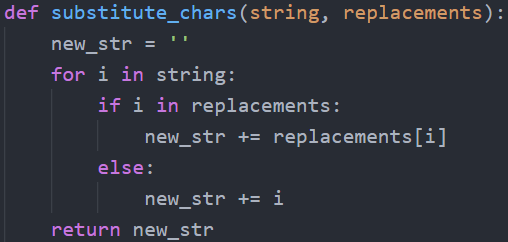 def substitute_chars(string, replacements):
    new_str = ''
    for i in string:
        if i in replacements:
            new_str += replacements[i]
        else:
            new_str += i
    return new_str